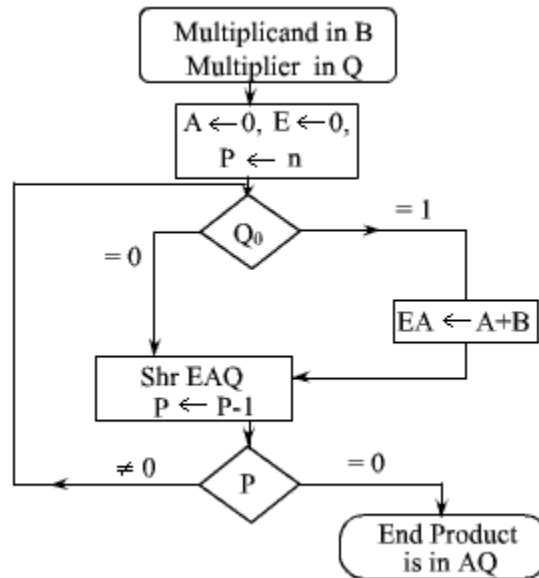 Multiplicand in B
Multiplier in Q
A ←0, E ←0,
P ← n
Q₀
= 1
= 0
EA ← A+B
Shr EAQ
P ← P-1
≠ 0
P
= 0
End Product
is in AQ